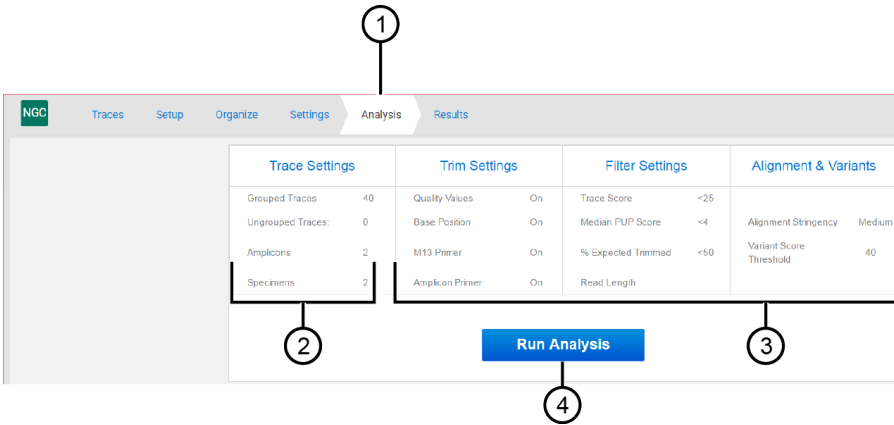 1
NGC Traces Setup Organize Settings Analysis Results
Trace Settings Trim Settings Filter Settings Alignment & Variants
Grouped Traces 40 Quality Values On Trace Score <25
Ungrouped Traces: 0 Base Position On Median PUP Score <4 Alignment Stringency Medium
Amplicons 2 M13 Primer On % Expected Trimmed <50 Variant Score
Threshold 40
Specimens 2 Amplicon Primer On Read Length
2 3
Run Analysis
4